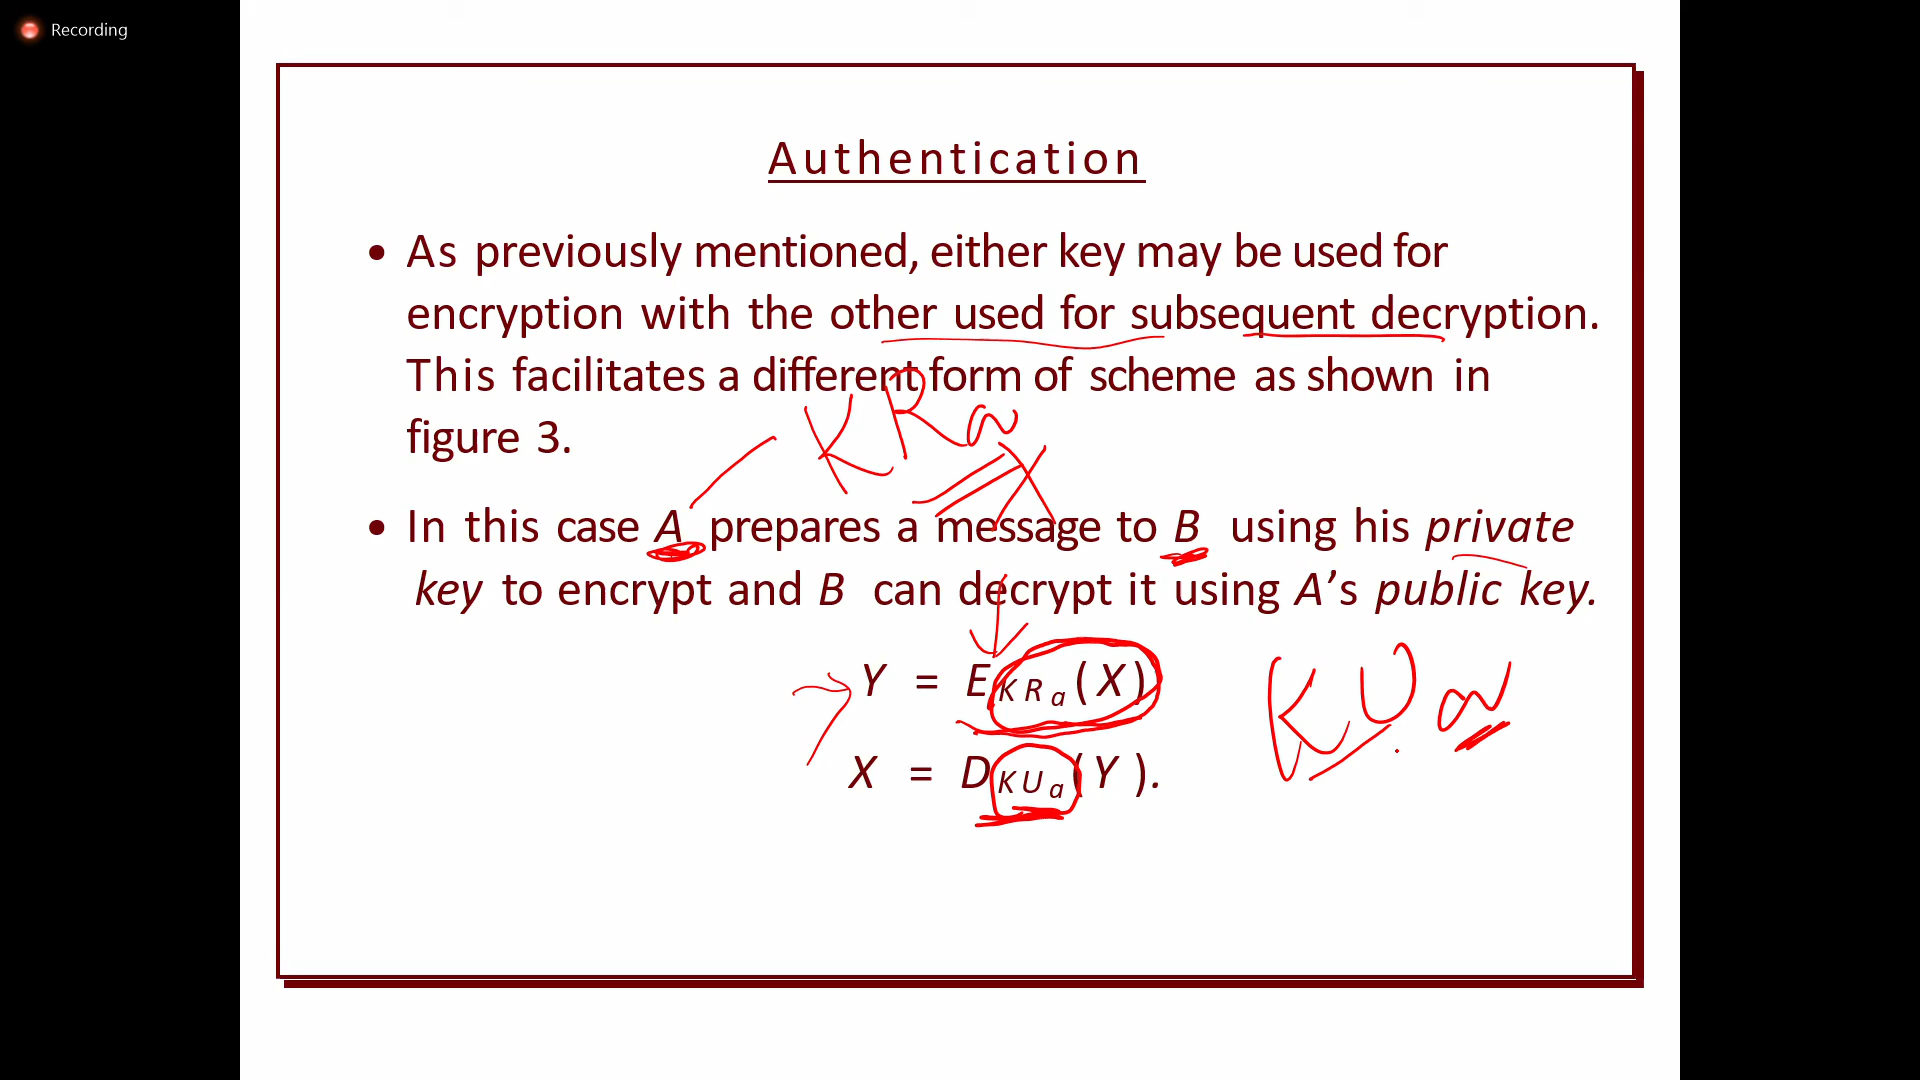 Recording
Authentication
• As previously mentioned, either key may be used for
encryption with the other used for subsequent decryption.
This facilitates a different form of scheme as shown in
figure 3.
KRa
X
• In this case A prepares a message to B using his private
key to encrypt and B can decrypt it using A’s public key.
Y = E KRa (X)
KUa
X = D KUa (Y ).